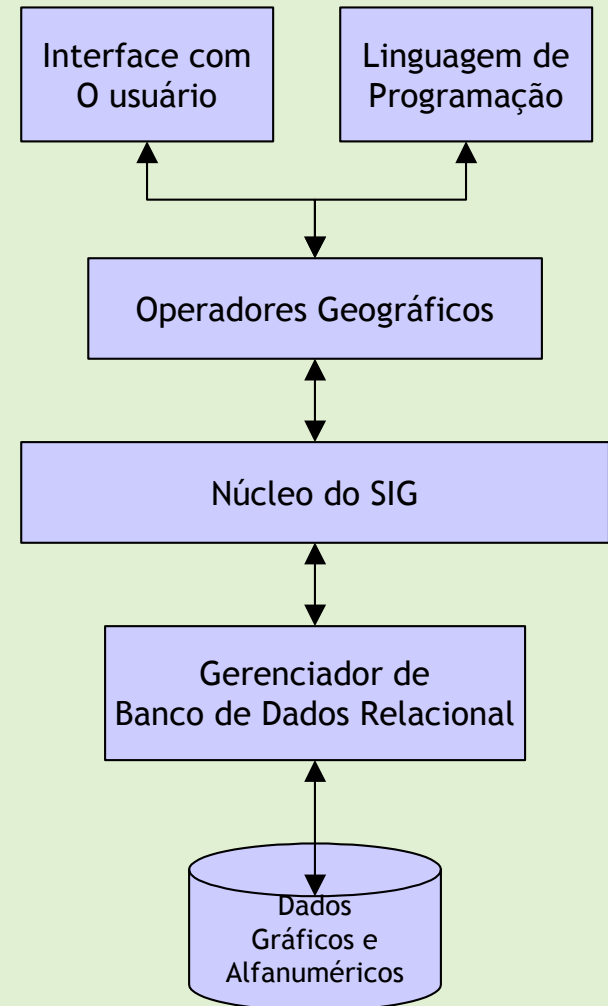 Interface com
O usuário
Linguagem de
Programação
Operadores Geográficos
Núcleo do SIG
Gerenciador de
Banco de Dados Relacional
Dados
Gráficos e
Alfanuméricos